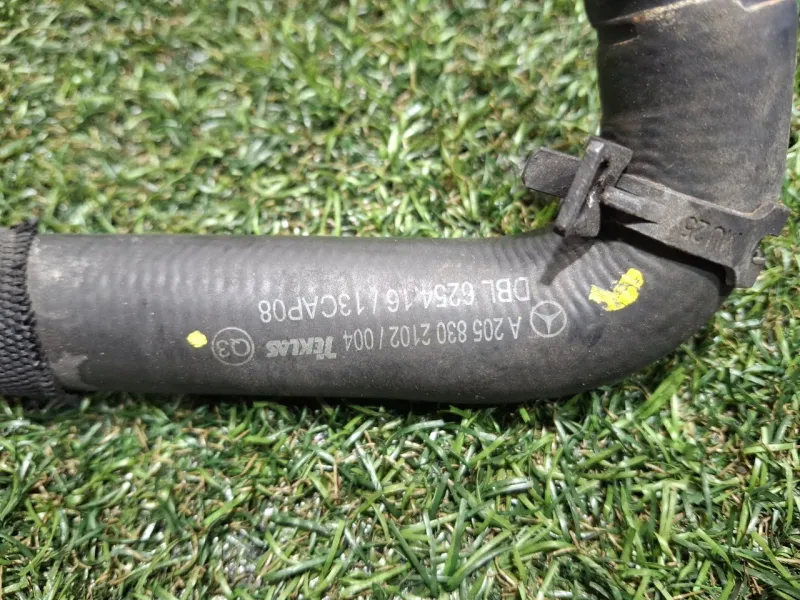 A 205 830 2102 / 004 TEKLAS Q3
DBL 6254.16 / 13CAP08